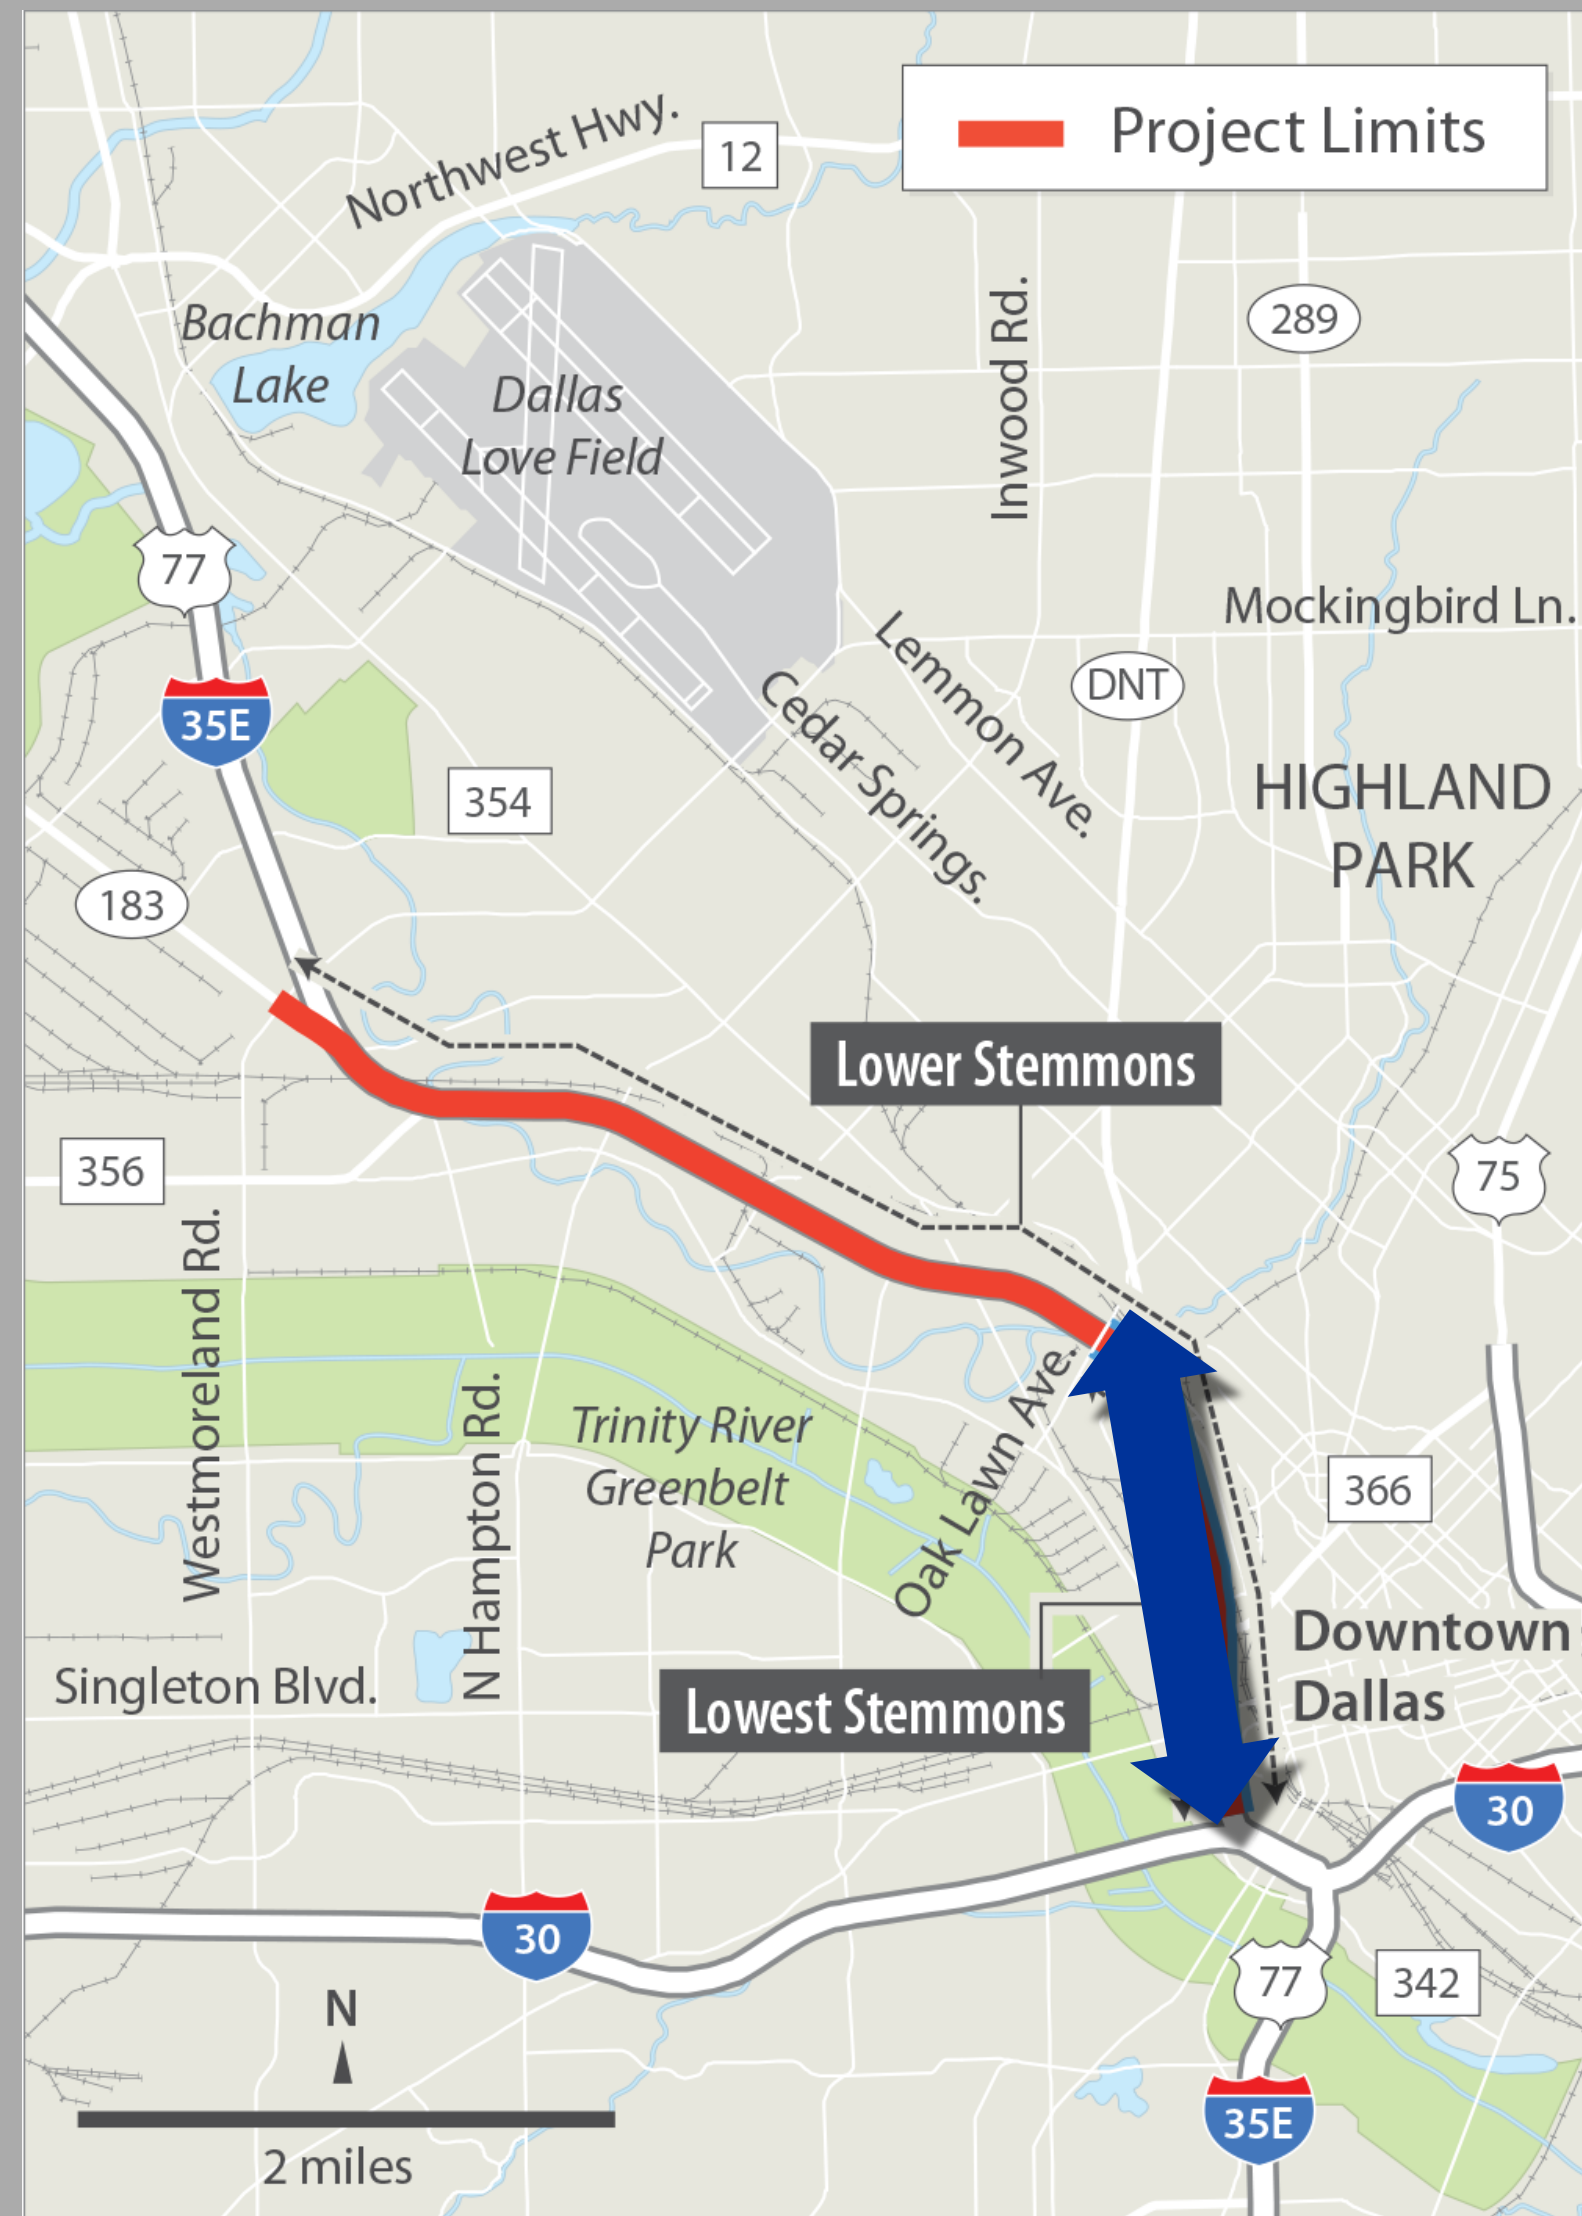 Project Limits
Northwest Hwy.
12
Bachman
Lake
Dallas
Love Field
Inwood Rd.
289
77
Mockingbird Ln.
Lemmon Ave.
DNT
Cedar Springs.
35E
354
HIGHLAND
PARK
183
Lower Stemmons
356
75
Westmoreland Rd.
N Hampton Rd.
Trinity River
Greenbelt
Park
Oak Lawn Ave.
366
Downtown
Dallas
Singleton Blvd.
Lowest Stemmons
30
30
77
342
N
35E
2 miles